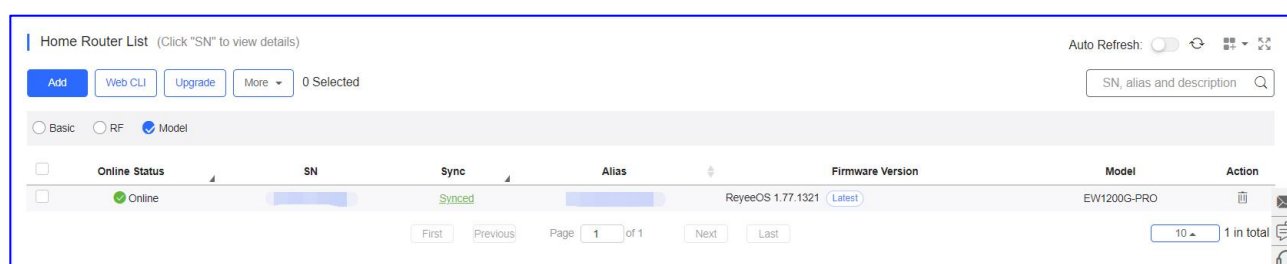 Home Router List (Click "SN" to view details)
Auto Refresh:
Add Web CLI Upgrade More 0 Selected
SN, alias and description
Basic RF Model
Online Status SN Sync Alias Firmware Version Model Action
Online Synced ReyeeOS 1.77.1321 Latest EW1200G-PRO
First Previous Page 1 of 1 Next Last 10 1 in total